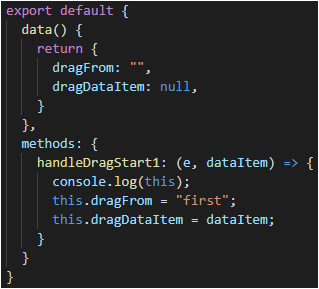 export default {
  data() {
    return {
      dragFrom: "",
      dragDataItem: null,
    }
  },
  methods: {
    handleDragStart1: (e, dataItem) => {
      console.log(this);
      this.dragFrom = "first";
      this.dragDataItem = dataItem;
    }
  }
}